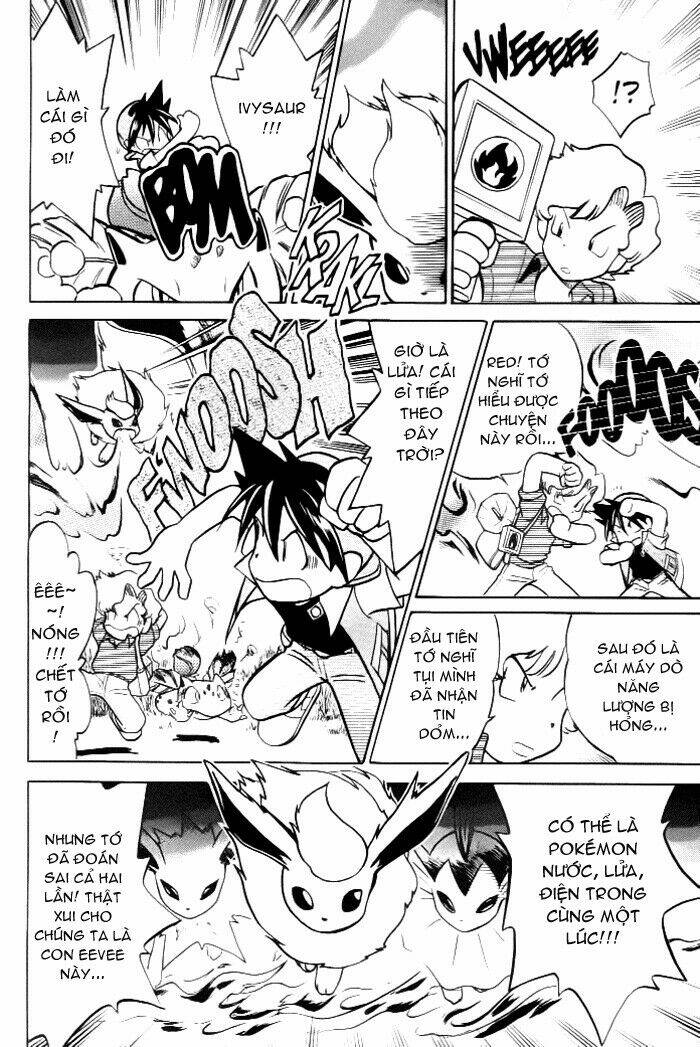 VWEEEEE
!?
IVYSAUR
!!!
LÀM
CÁI GÌ
ĐÓ
ĐI!
BOM
KRAK!
FWOOOOSH
RED! TỚ
NGHĨ TỚ
HIỂU ĐƯỢC
CHUYỆN
NÀY RỒI...
GIỜ LÀ
LỬA! CÁI
GÌ TIẾP
THEO
ĐÂY
TRỜI?
FWOOOSH
ÊÊÊ~
~!
NÓNG
!!!
CHẾT
TỚ
RỒI
!
SAU ĐÓ LÀ
CÁI MÁY DÒ
NĂNG
LƯỢNG BỊ
HỎNG...
ĐẦU TIÊN
TỚ NGHĨ
TỤI MÌNH
ĐÃ NHẬN
TIN
DỎM...
CÓ THỂ LÀ
POKÉMON
NƯỚC, LỬA,
ĐIỆN TRONG
CÙNG MỘT
LÚC!!!
NHƯNG TỚ
ĐÃ ĐOÁN
SAI CẢ HAI
LẦN! THẬT
XUI CHO
CHÚNG TA LÀ
CON EEVEE
NÀY...